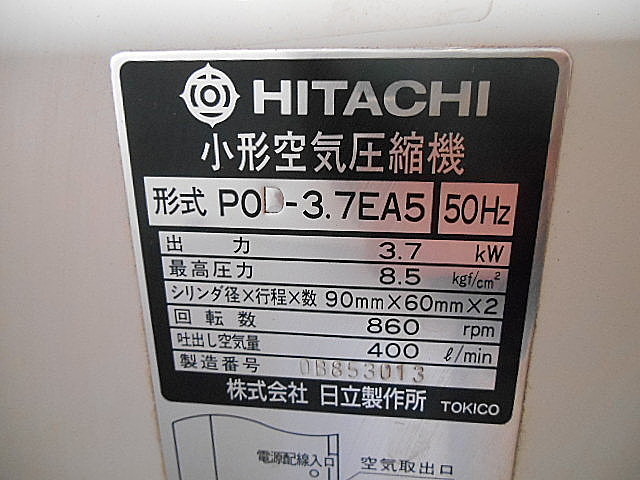 HITACHI
小形空気圧縮機
形式 POD-3.7EA5 50Hz
出力 3.7 kW
最高圧力 8.5 kgf/cm²
シリンダ径×行程×数 90mm×60mm×2
回転数 860 rpm
吐出し空気量 400 ℓ/min
製造番号 0B853013
株式会社 日立製作所 TOKICO
電源配線入口 空気取出口